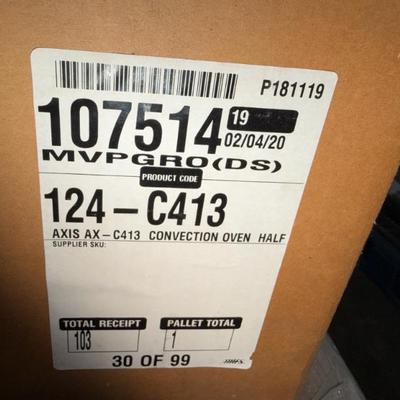 P181119
107514 19
02/04/20
MVPGRO(DS)
PRODUCT CODE
124-C413
AXIS AX-C413 CONVECTION OVEN HALF
SUPPLIER SKU:
TOTAL RECEIPT PALLET TOTAL
103 1
30 OF 99